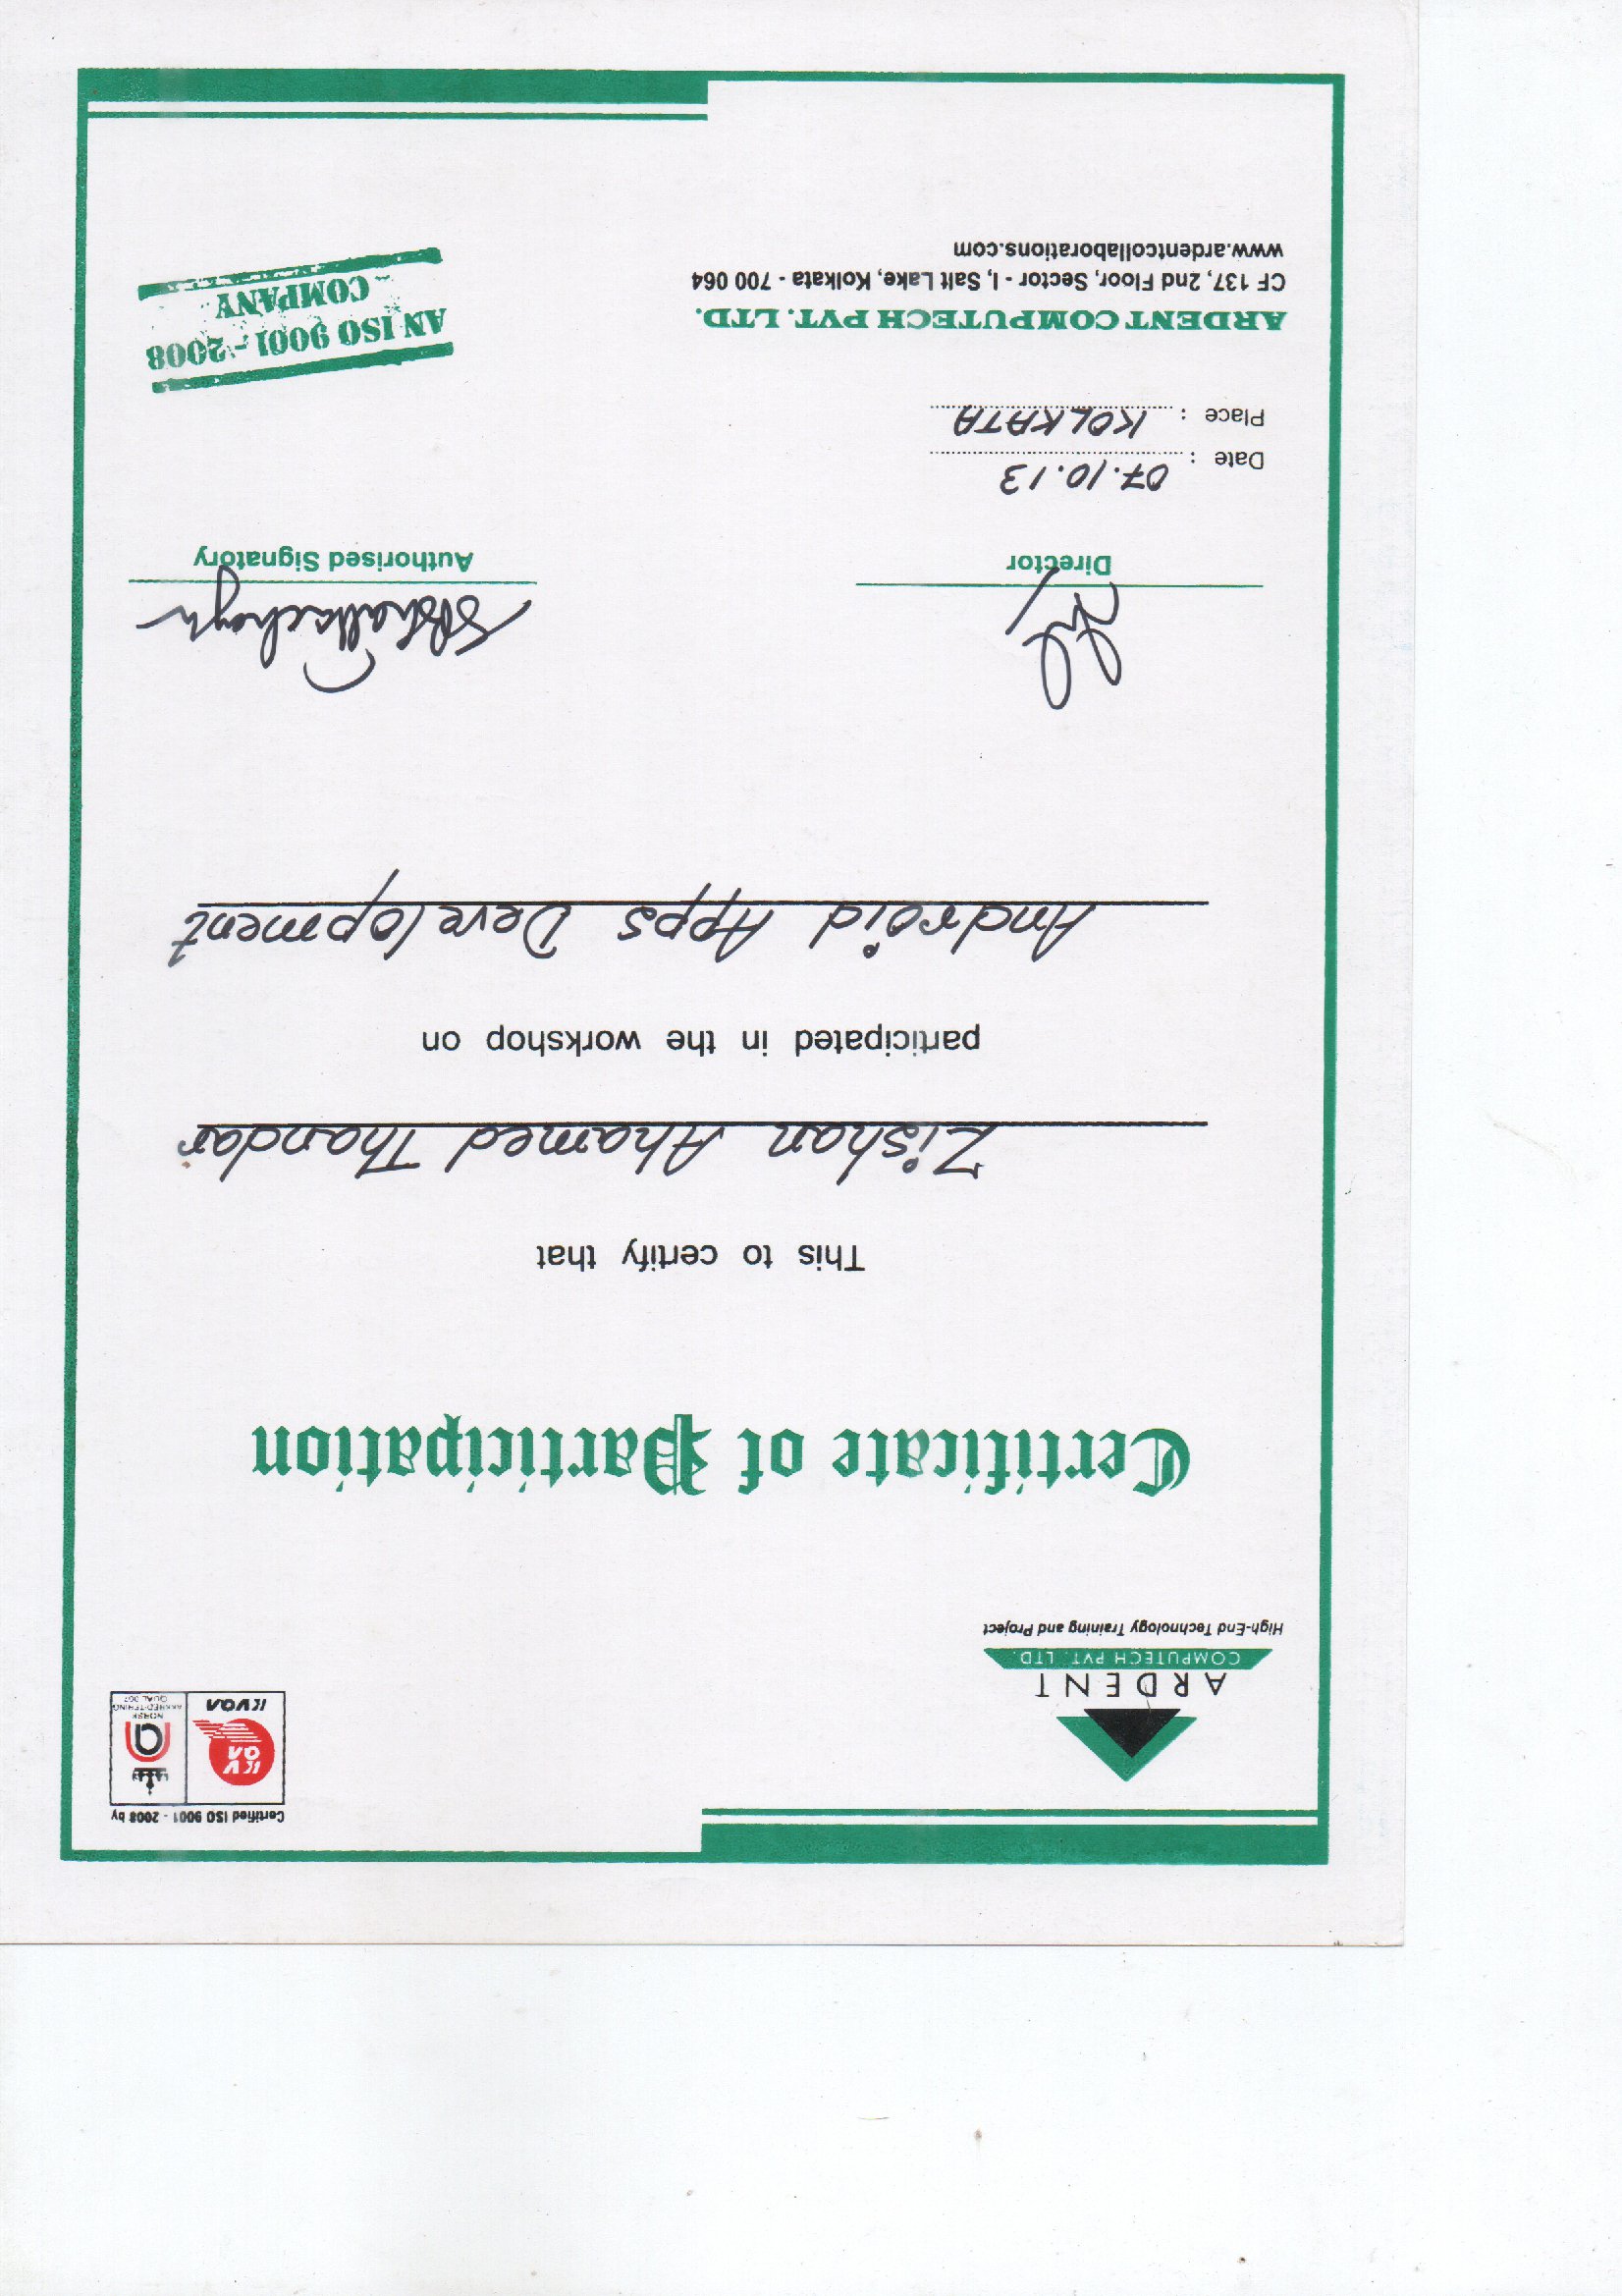 Certified ISO 9001 - 2008 by
KV
QA
KVQA
NORSK
AKKREDITERING
QUAL 007
ARDENT
COMPUTECH PVT. LTD.
High-End Technology Training and Project
Certificate of Participation
This to certify that
Zishan Ahamed Thandar
participated in the workshop on
Android Apps Development
Director
Authorised Signatory
Date : 07.10.13
Place : KOLKATA
ARDENT COMPUTECH PVT. LTD.
CF 137, 2nd Floor, Sector - I, Salt Lake, Kolkata - 700 064
www.ardentcollaborations.com
AN ISO 9001 - 2008
COMPANY